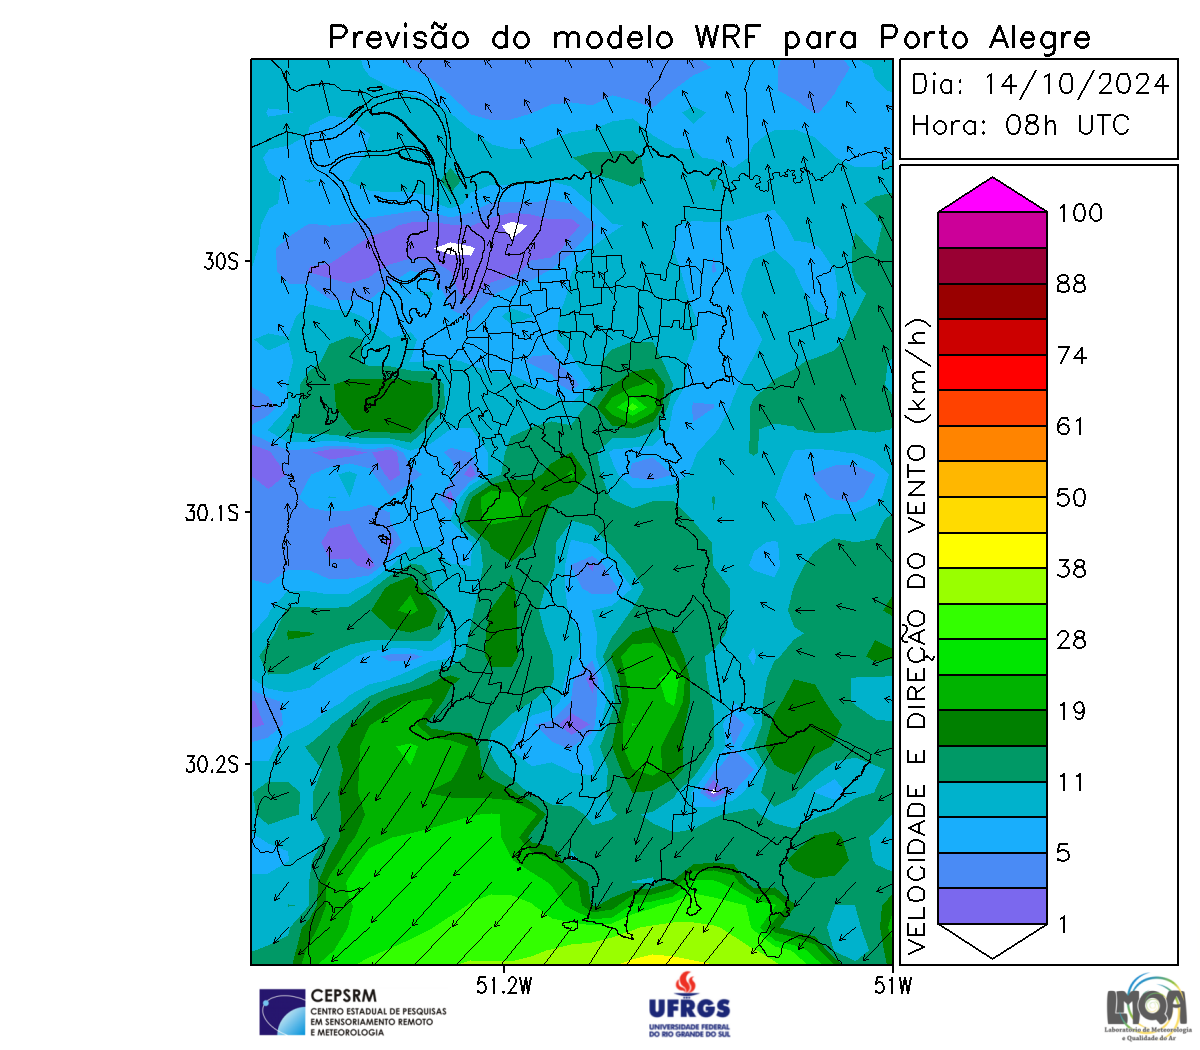 Previsão do modelo WRF para Porto Alegre
Dia: 14/10/2024
Hora: 08h UTC
30S
30.1S
30.2S
51.2W
51W
VELOCIDADE E DIREÇÃO DO VENTO (km/h)
100
88
74
61
50
38
28
19
11
5
1
CEPSRM
CENTRO ESTADUAL DE PESQUISAS
EM SENSORIAMENTO REMOTO
E METEOROLOGIA
UFRGS
UNIVERSIDADE FEDERAL
DO RIO GRANDE DO SUL
LMQA
Laboratório de Meteorologia
e Qualidade do Ar